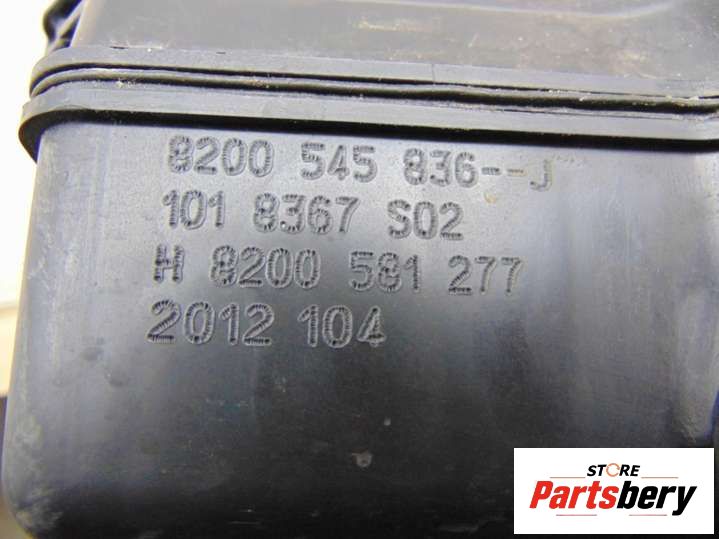 8200 545 836--J
101 8367 S02
H 8200 581 277
2012 104
STORE
Partsbery